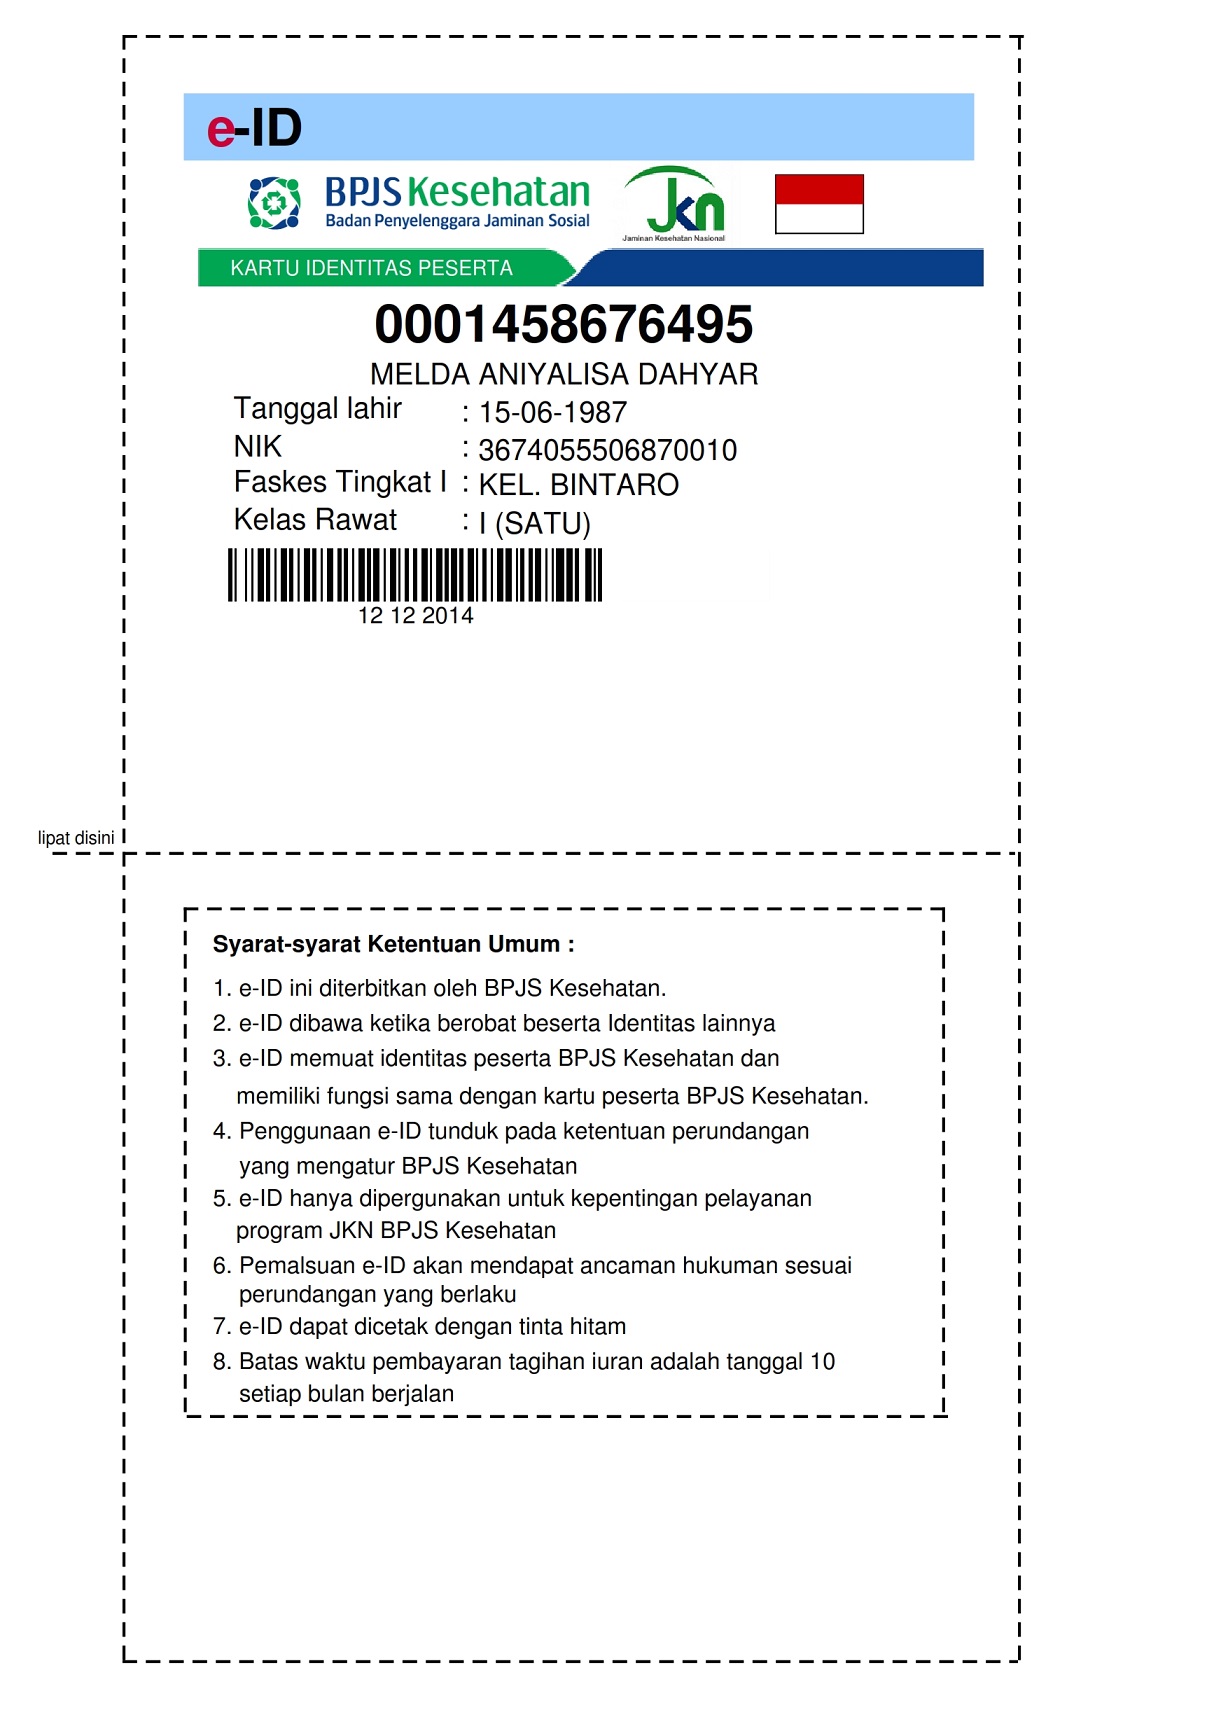 e-ID
BPJS Kesehatan
Badan Penyelenggara Jaminan Sosial
Jkn
Jaminan Kesehatan Nasional
KARTU IDENTITAS PESERTA
0001458676495
MELDA ANIYALISA DAHYAR
Tanggal lahir : 15-06-1987
NIK : 3674055506870010
Faskes Tingkat I : KEL. BINTARO
Kelas Rawat : I (SATU)
12 12 2014
lipat disini
Syarat-syarat Ketentuan Umum :
1. e-ID ini diterbitkan oleh BPJS Kesehatan.
2. e-ID dibawa ketika berobat beserta Identitas lainnya
3. e-ID memuat identitas peserta BPJS Kesehatan dan
memiliki fungsi sama dengan kartu peserta BPJS Kesehatan.
4. Penggunaan e-ID tunduk pada ketentuan perundangan
yang mengatur BPJS Kesehatan
5. e-ID hanya dipergunakan untuk kepentingan pelayanan
program JKN BPJS Kesehatan
6. Pemalsuan e-ID akan mendapat ancaman hukuman sesuai
perundangan yang berlaku
7. e-ID dapat dicetak dengan tinta hitam
8. Batas waktu pembayaran tagihan iuran adalah tanggal 10
setiap bulan berjalan